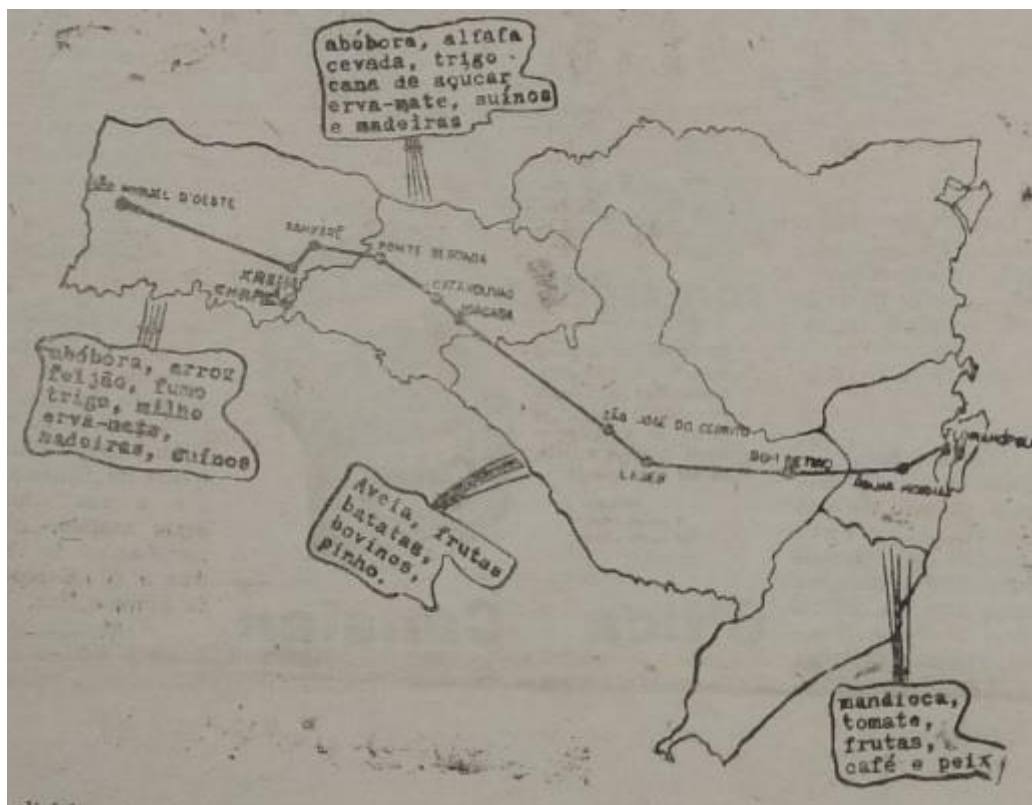 abóbora, alfafa
cevada, trigo
cana de açucar
erva-mate, suínos
e madeiras
SÃO MIGUEL D'OESTE
XANXERÊ
PONTE SERRADA
CATANDUVAS
JOAÇABA
abóbora, arroz
feijão, fumo
trigo, milho
erva-mate,
madeiras, suínos
SÃO JOSÉ DO CERRITO
LAJES
BOM RETIRO
Aveia, frutas
batatas,
bovinos,
pinho.
mandioca,
tomate,
frutas,
café e peix